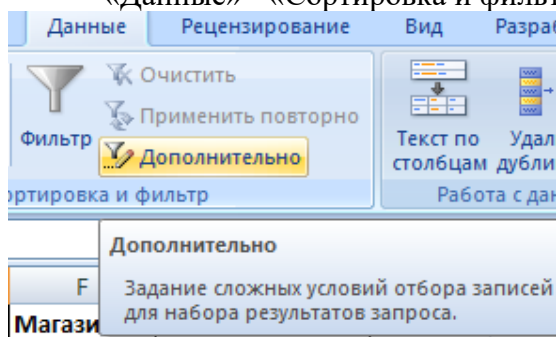 «Данные» «Сортировка и фильт
Данные Рецензирование Вид Разраб
Очистить
Применить повторно
Фильтр
Дополнительно
Текст по столбцам
Удал
дубли
ортировка и фильтр Работа с дан
Дополнительно
Задание сложных условий отбора записей
для набора результатов запроса.
F
Магази